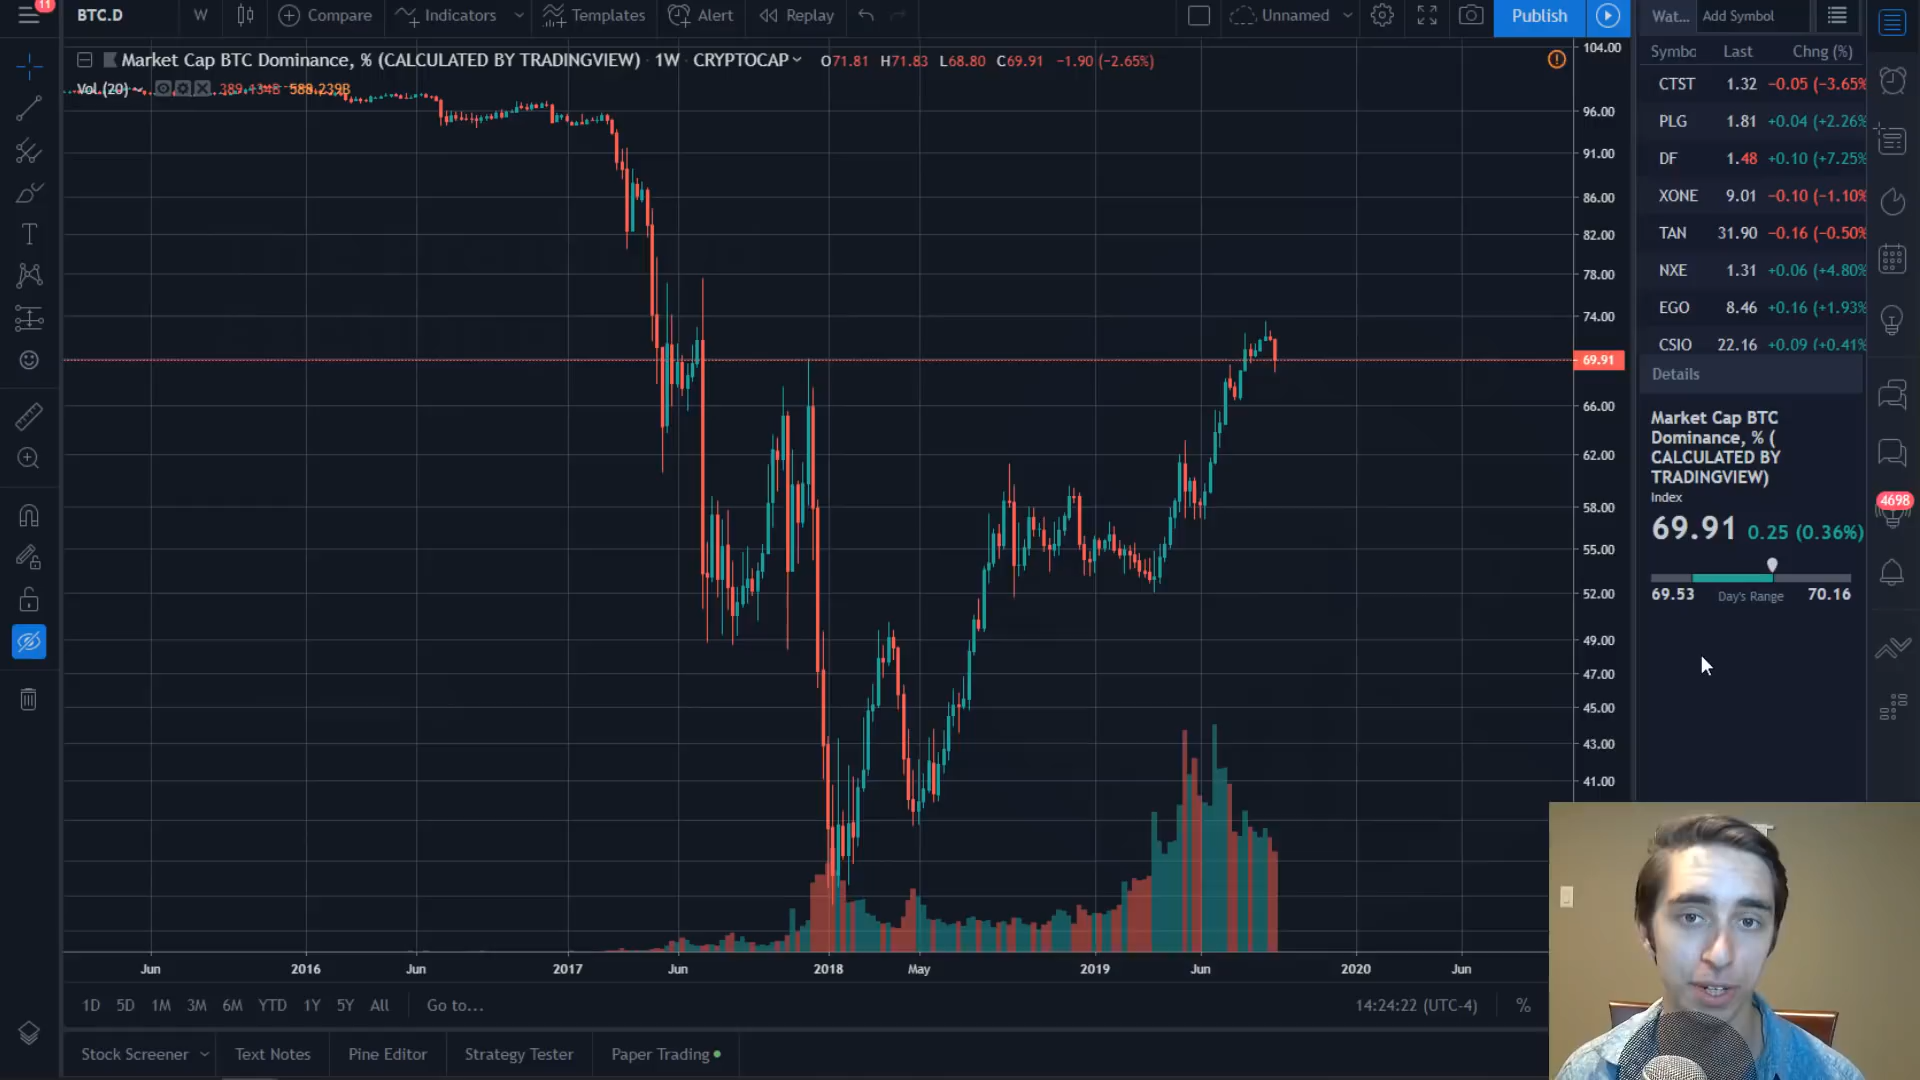 11
BTC.D
W
Compare
Indicators
Templates
Alert
Replay
Unnamed
Publish
Wat...
Add Symbol
Market Cap BTC Dominance, % (CALCULATED BY TRADINGVIEW) · 1W · CRYPTOCAP O71.81 H71.83 L68.80 C69.91 −1.90 (−2.65%)
Vol (20) 389.134B 588.239B
Symbo Last Chng (%)
CTST 1.32 −0.05 (−3.65%
PLG 1.81 +0.04 (+2.26%
DF 1.48 +0.10 (+7.25%
XONE 9.01 −0.10 (−1.10%
TAN 31.90 −0.16 (−0.50%
NXE 1.31 +0.06 (+4.80%
EGO 8.46 +0.16 (+1.93%
CSIO 22.16 +0.09 (+0.41%
Details
Market Cap BTC
Dominance, % (
CALCULATED BY
TRADINGVIEW)
Index
69.91 0.25 (0.36%)
69.53 Day's Range 70.16
4698
104.00
96.00
91.00
86.00
82.00
78.00
74.00
69.91
66.00
62.00
58.00
55.00
52.00
49.00
47.00
45.00
43.00
41.00
Jun 2016 Jun 2017 Jun 2018 May 2019 Jun 2020 Jun
1D 5D 1M 3M 6M YTD 1Y 5Y All Go to... 14:24:22 (UTC-4) %
Stock Screener Text Notes Pine Editor Strategy Tester Paper Trading